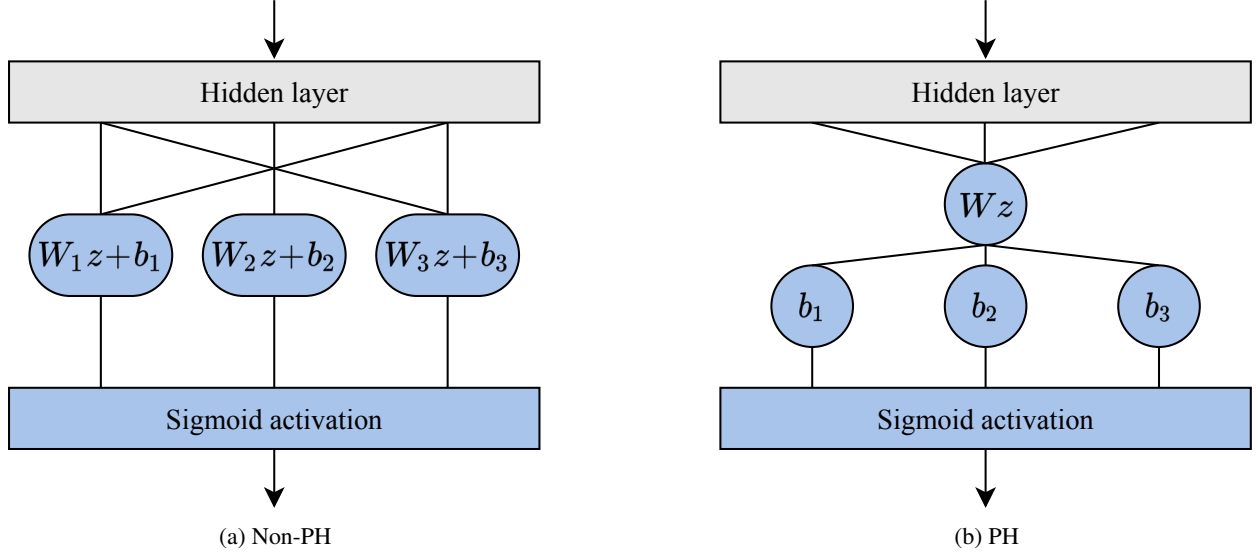 Hidden layer
W₁z+b₁ W₂z+b₂ W₃z+b₃
Sigmoid activation
(a) Non-PH
Hidden layer
Wz
b₁ b₂ b₃
Sigmoid activation
(b) PH